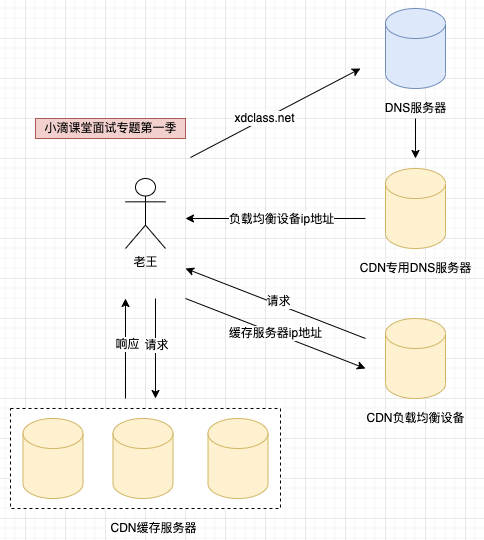 DNS服务器
xdclass.net
小滴课堂面试专题第一季
负载均衡设备ip地址
老王
CDN专用DNS服务器
请求
缓存服务器ip地址
响应
请求
CDN负载均衡设备
CDN缓存服务器